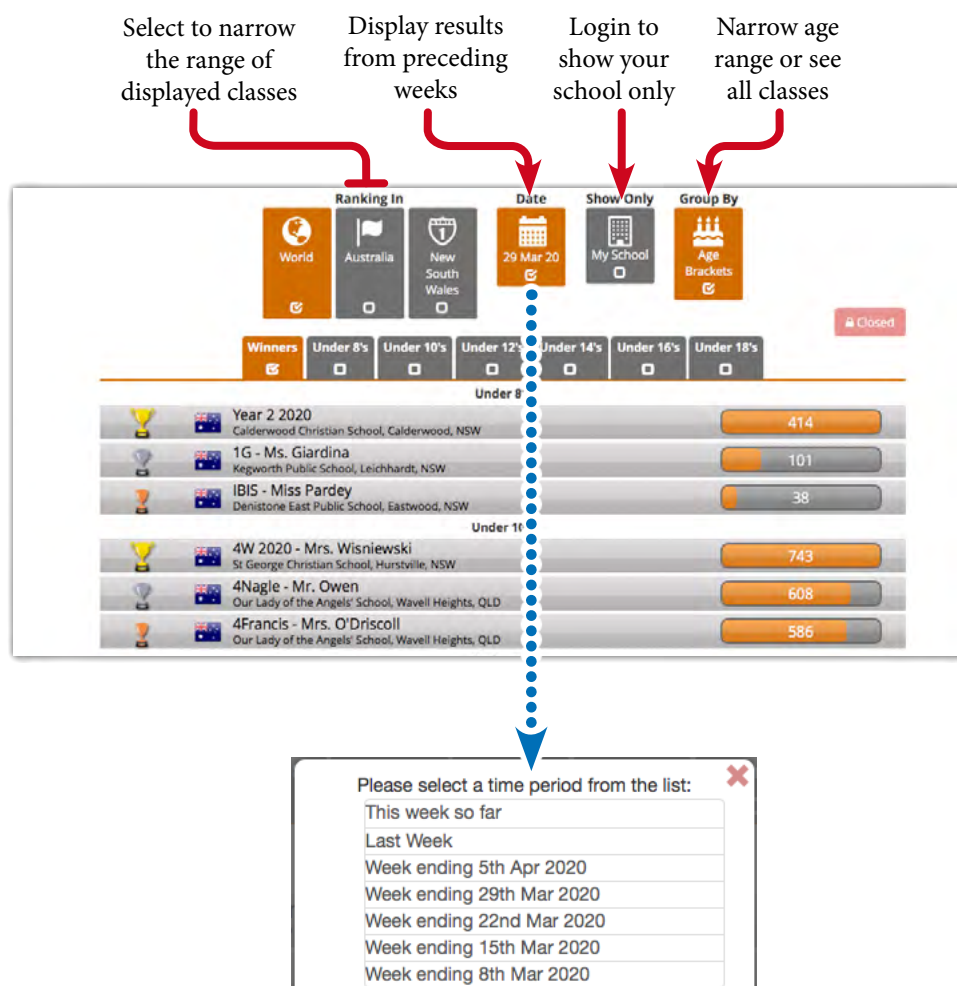 Select to narrow
the range of
displayed classes
Display results
from preceding
weeks
Login to
show your
school only
Narrow age
range or see
all classes
Ranking In
Date
Show Only
Group By
World
Australia
1
New
South
Wales
29 Mar 20
My School
Age
Brackets
Closed
Winners
Under 8's
Under 10's
Under 12's
Under 14's
Under 16's
Under 18's
Under 8
Year 2 2020
Calderwood Christian School, Calderwood, NSW
414
1G - Ms. Giardina
Kegworth Public School, Leichhardt, NSW
101
IBIS - Miss Pardey
Denistone East Public School, Eastwood, NSW
38
Under 10
4W 2020 - Mrs. Wisniewski
St George Christian School, Hurstville, NSW
743
4Nagle - Mr. Owen
Our Lady of the Angels' School, Wavell Heights, QLD
608
4Francis - Mrs. O'Driscoll
Our Lady of the Angels' School, Wavell Heights, QLD
586
Please select a time period from the list:
This week so far
Last Week
Week ending 5th Apr 2020
Week ending 29th Mar 2020
Week ending 22nd Mar 2020
Week ending 15th Mar 2020
Week ending 8th Mar 2020